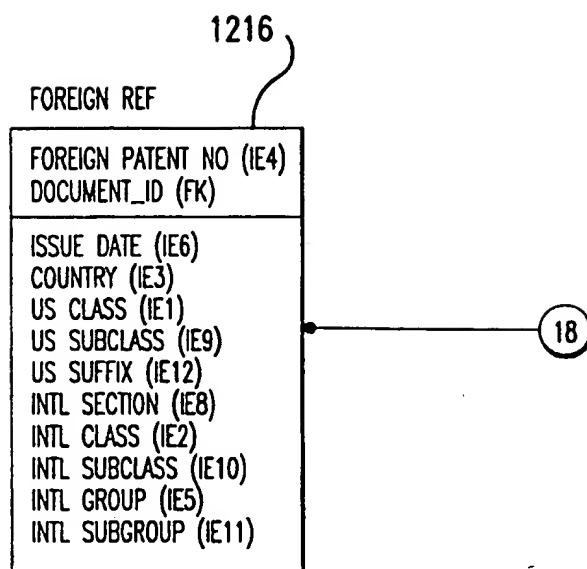 1216
FOREIGN REF
FOREIGN PATENT NO (IE4)
DOCUMENT_ID (FK)
ISSUE DATE (IE6)
COUNTRY (IE3)
US CLASS (IE1)
US SUBCLASS (IE9)
US SUFFIX (IE12)
INTL SECTION (IE8)
INTL CLASS (IE2)
INTL SUBCLASS (IE10)
INTL GROUP (IE5)
INTL SUBGROUP (IE11)
18